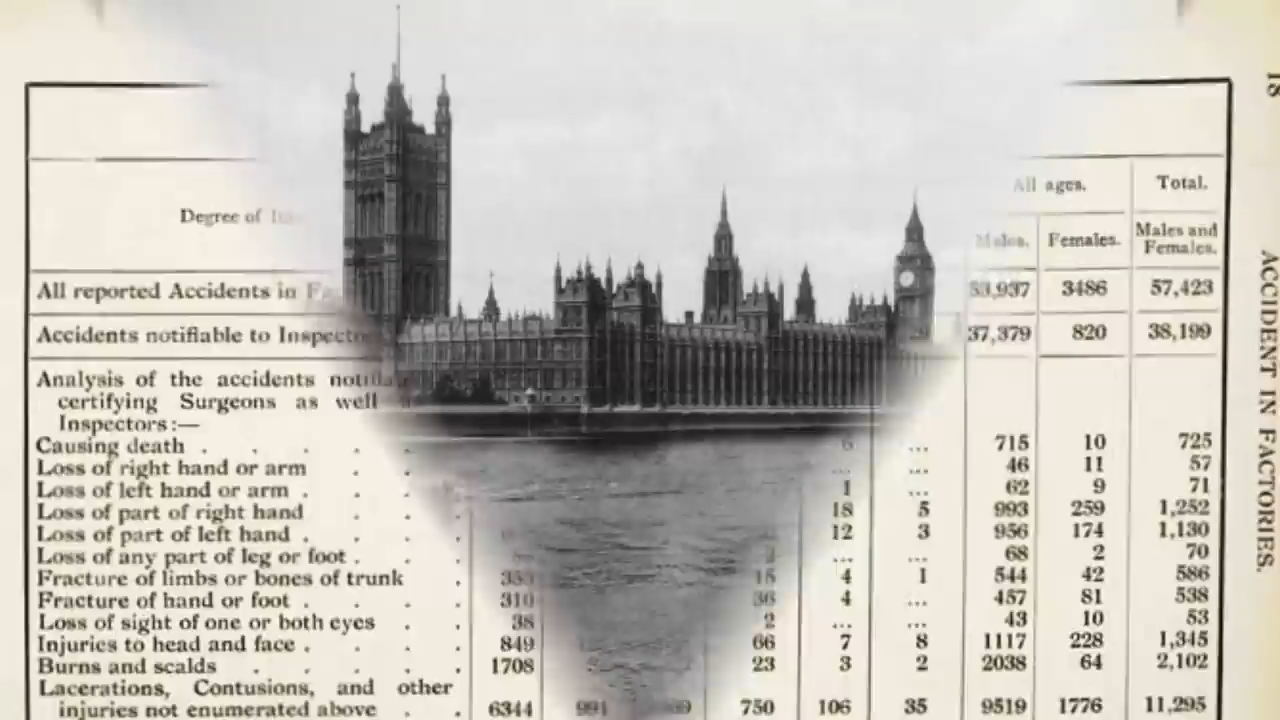 IS
All ages.
Total.
Degree of
Males.
Females.
Males and
Females.
All reported Accidents in
53,937 3486 57,423
Accidents notifiable to
37,379 820 38,199
Analysis of the accidents
certifying Surgeons as well
Inspectors:—
Causing death . . . . . 6 ... 715 10 725
Loss of right hand or arm . . ... ... 46 11 57
Loss of left hand or arm . . . 1 ... 62 9 71
Loss of part of right hand . . 18 5 993 259 1,252
Loss of part of left hand . . . 12 3 956 174 1,130
Loss of any part of leg or foot . . . ... ... 68 2 70
Fracture of limbs or bones of trunk . 4 1 544 42 586
Fracture of hand or foot . . . . 310 36 4 ... 457 81 538
Loss of sight of one or both eyes . . 38 2 ... ... 43 10 53
Injuries to head and face . . . . 849 66 7 8 1117 228 1,345
Burns and scalds . . . . . 1708 23 3 2 2038 64 2,102
Lacerations, Contusions, and other
injuries not enumerated above . . 6344 991 750 106 35 9519 1776 11,295
ACCIDENT IN FACTORIES.